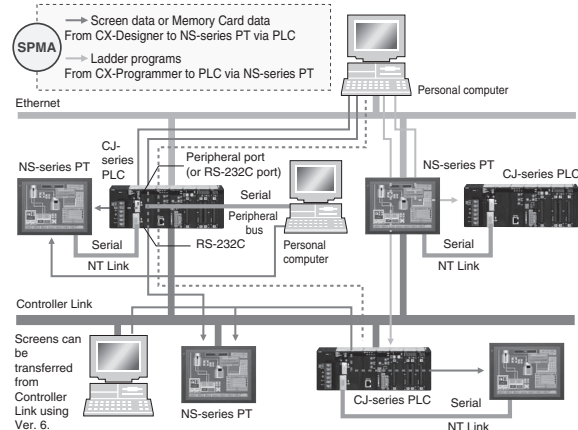 SPMA
Screen data or Memory Card data
From CX-Designer to NS-series PT via PLC
Ladder programs
From CX-Programmer to PLC via NS-series PT
Personal computer
Ethernet
CJ-
series
PLC
Peripheral port
(or RS-232C port)
NS-series PT
NS-series PT
CJ-series PLC
Serial
Peripheral
bus
RS-232C
Personal
computer
Serial
NT Link
Serial
NT Link
Controller Link
Screens can
be
transferred
from
Controller
Link using
Ver. 6.
NS-series PT
CJ-series PLC
Serial
NT Link
NS-series PT